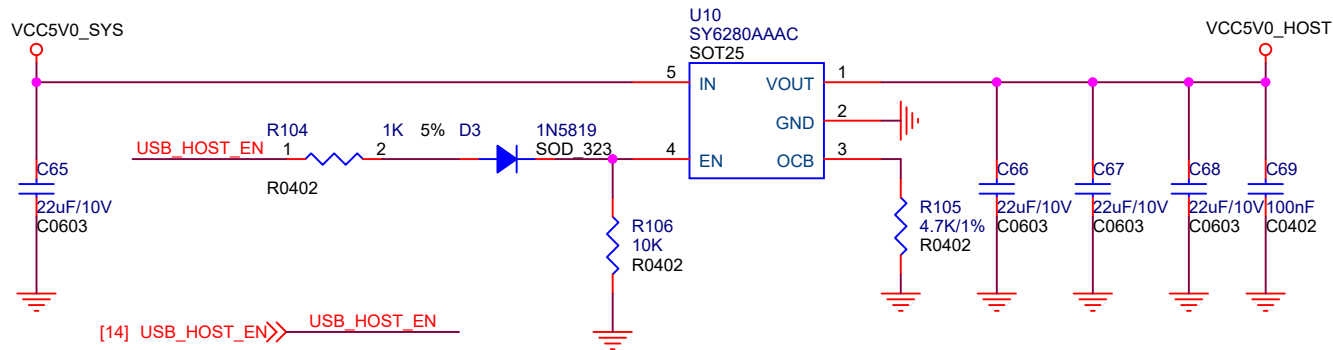 U10
SY6280AAAC
SOT25
VCC5V0_SYS
VCC5V0_HOST
5 IN VOUT 1
GND 2
R104 1K 5% D3 1N5819
USB_HOST_EN 1 2 SOD_323 4 EN OCB 3
R0402
C65
22uF/10V
C0603
R106
10K
R0402
R105
4.7K/1%
R0402
C66 C67 C68 C69
22uF/10V 22uF/10V 22uF/10V 100nF
C0603 C0603 C0603 C0402
[14] USB_HOST_EN USB_HOST_EN